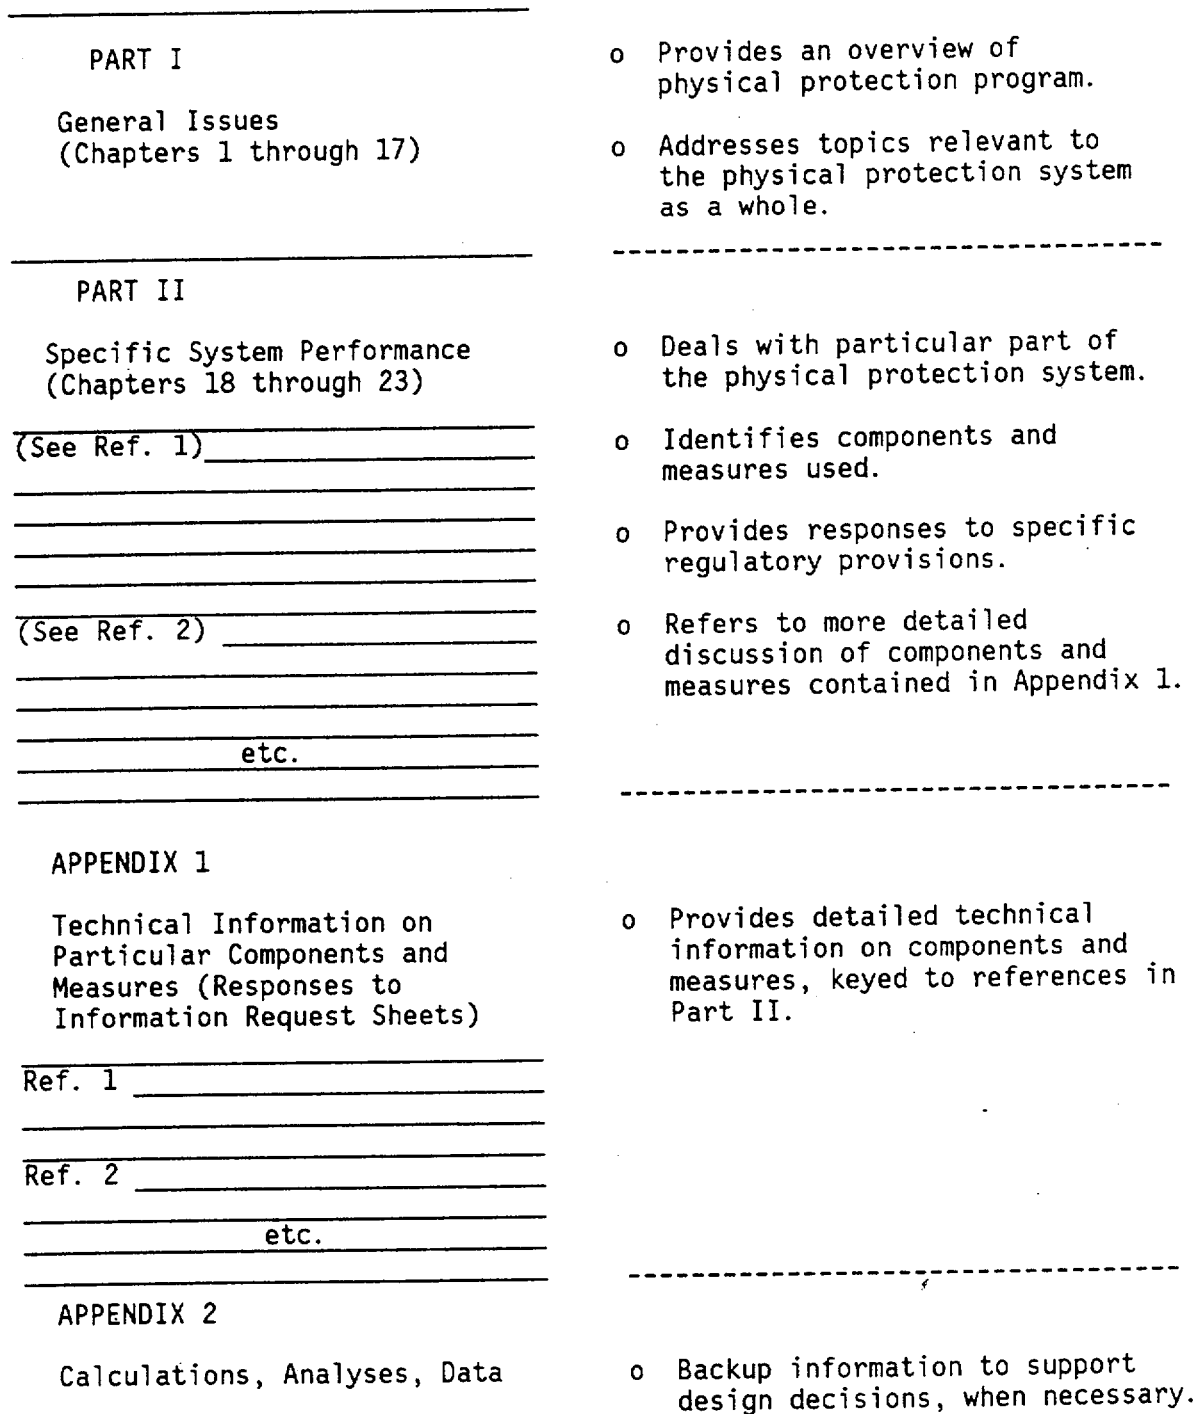 PART I
General Issues
(Chapters 1 through 17)
o Provides an overview of
physical protection program.
o Addresses topics relevant to
the physical protection system
as a whole.
PART II
Specific System Performance
(Chapters 18 through 23)
(See Ref. 1)
(See Ref. 2)
etc.
o Deals with particular part of
the physical protection system.
o Identifies components and
measures used.
o Provides responses to specific
regulatory provisions.
o Refers to more detailed
discussion of components and
measures contained in Appendix 1.
APPENDIX 1
Technical Information on
Particular Components and
Measures (Responses to
Information Request Sheets)
Ref. 1
Ref. 2
etc.
o Provides detailed technical
information on components and
measures, keyed to references in
Part II.
APPENDIX 2
Calculations, Analyses, Data
o Backup information to support
design decisions, when necessary.